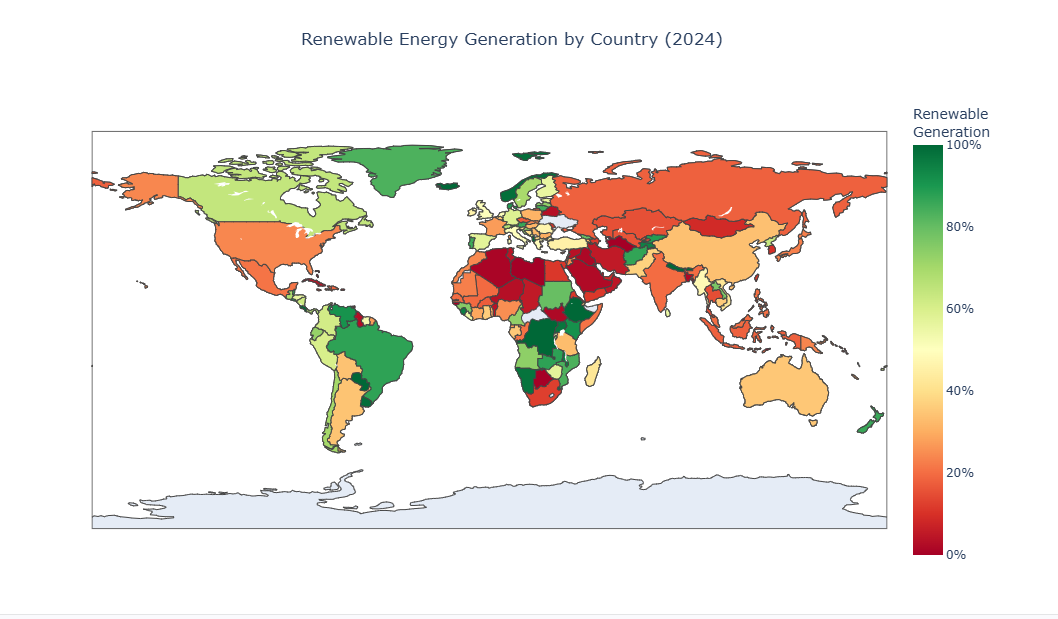 Renewable Energy Generation by Country (2024)
Renewable
Generation
100%
80%
60%
40%
20%
0%